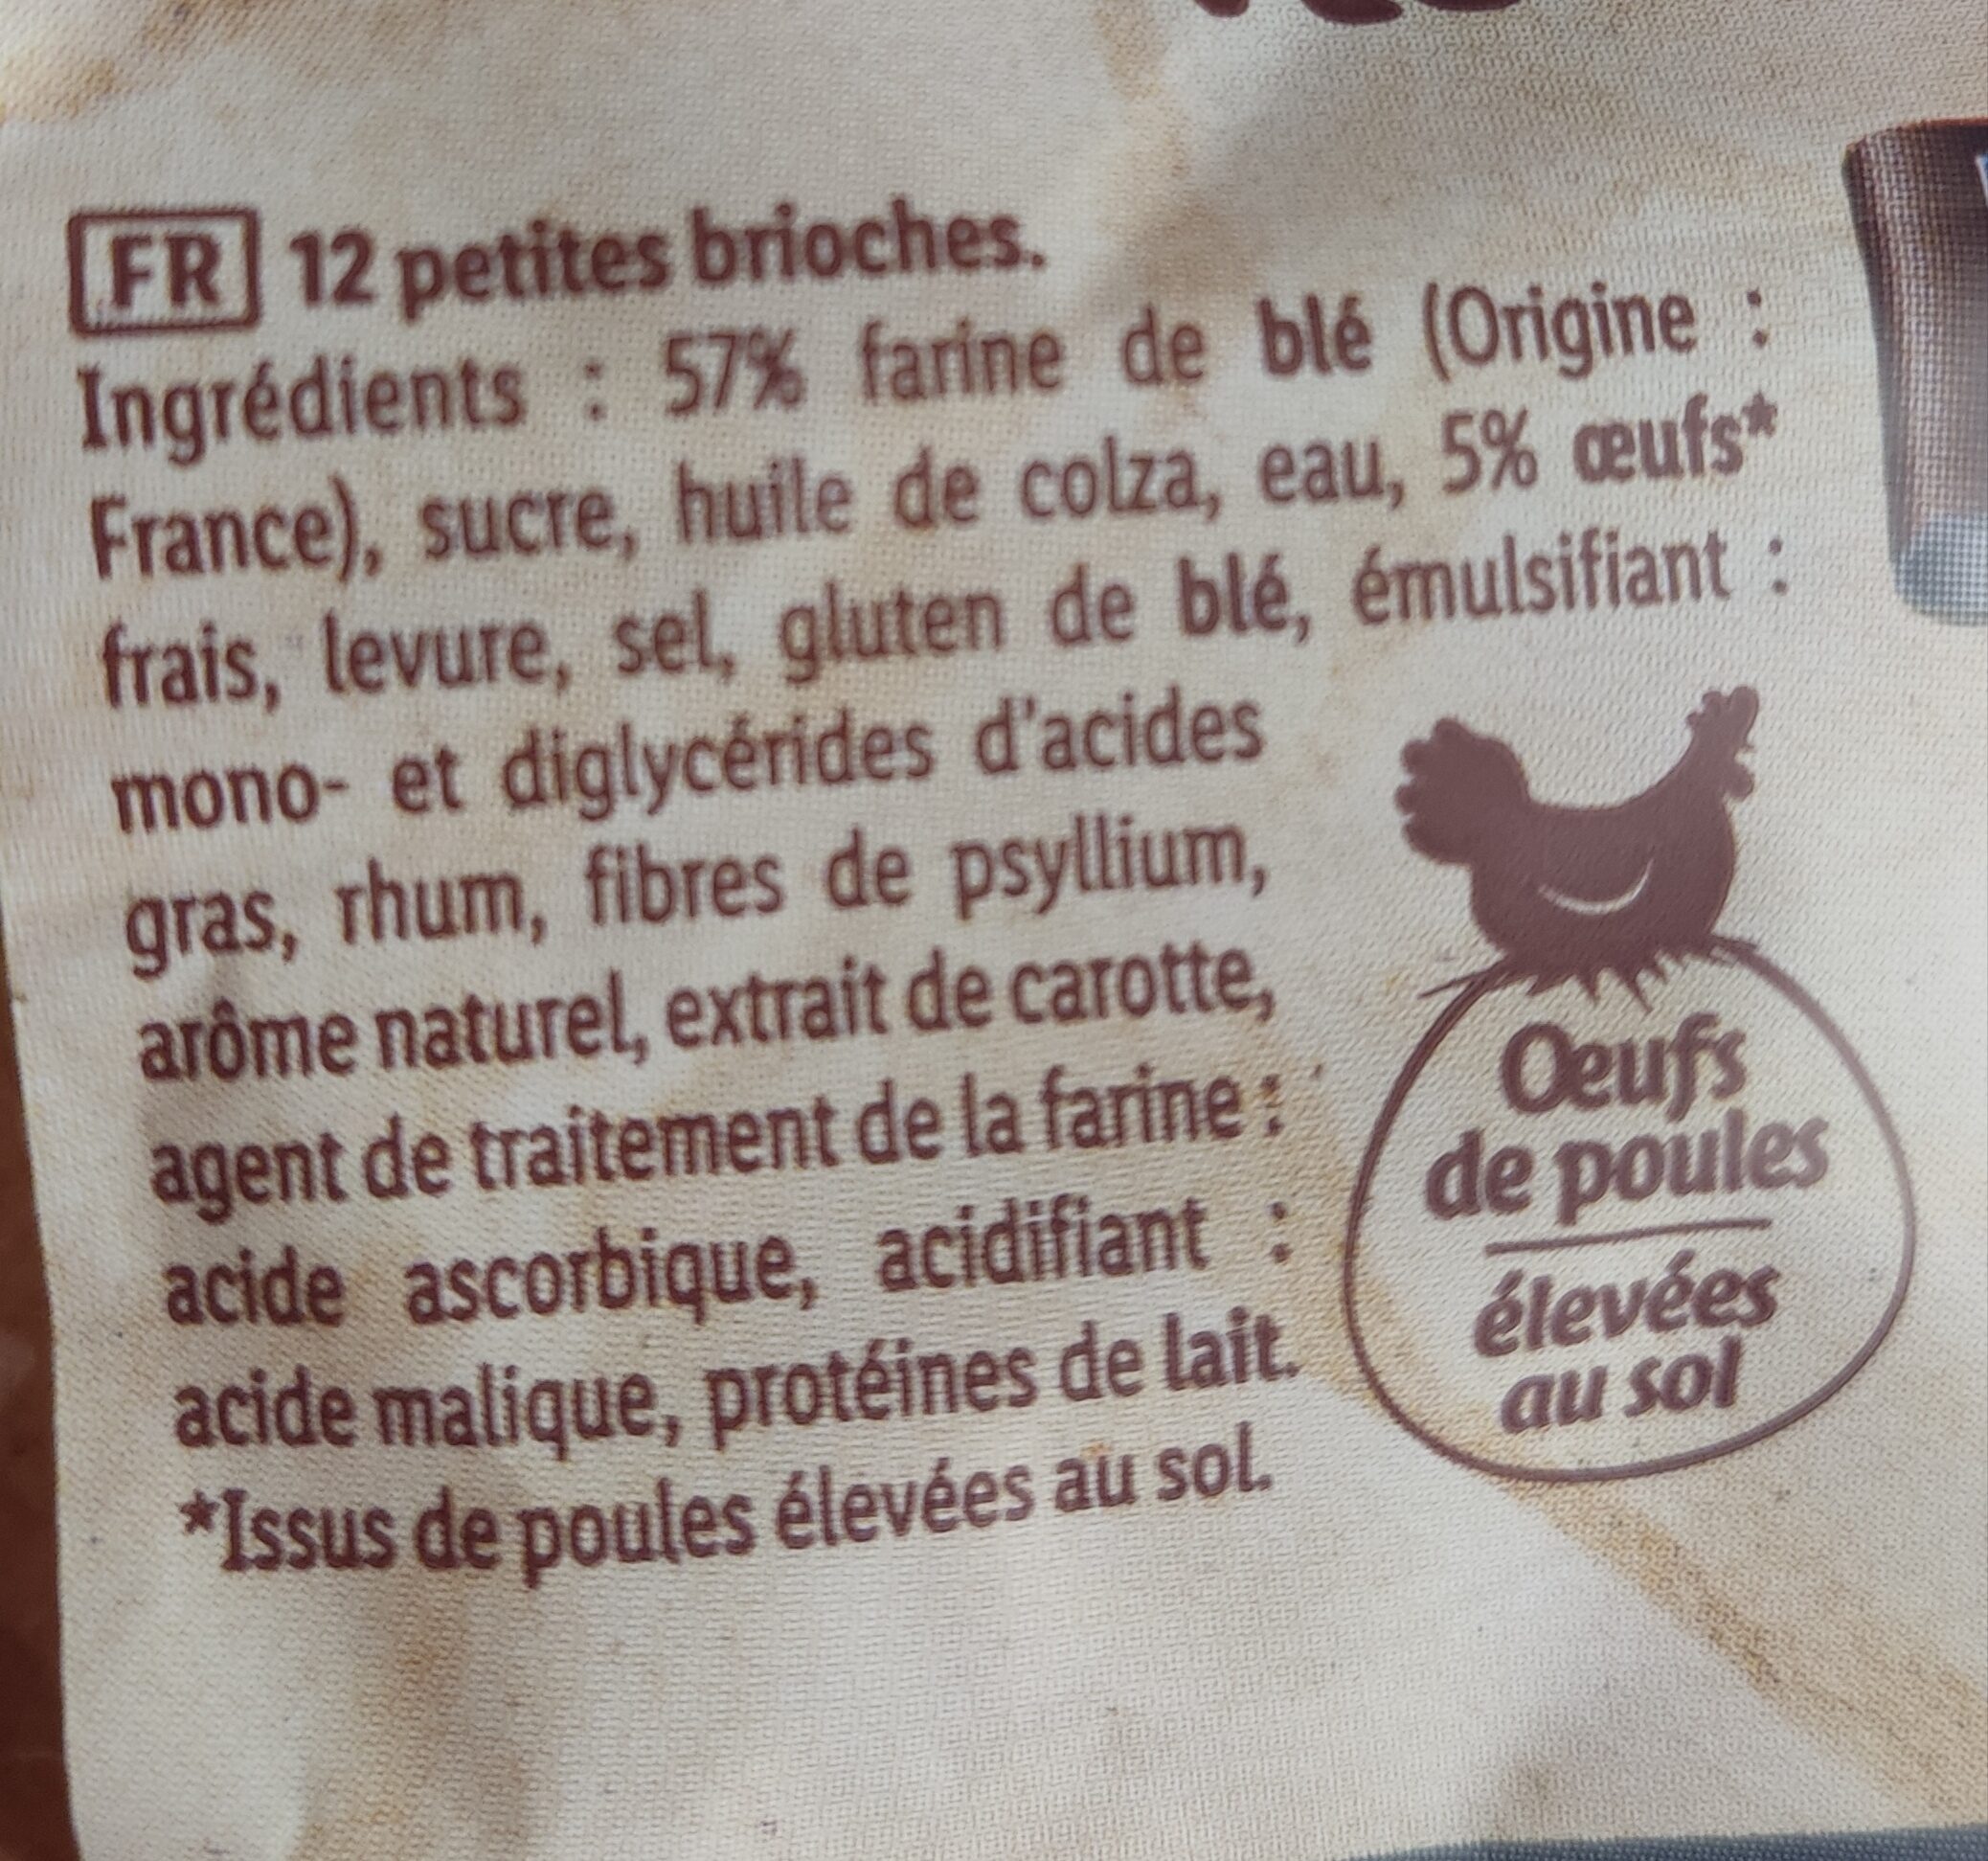 FR 12 petites brioches.
Ingrédients : 57% farine de blé (Origine :
France), sucre, huile de colza, eau, 5% œufs*
frais, levure, sel, gluten de blé, émulsifiant :
mono- et diglycérides d'acides
gras, rhum, fibres de psyllium,
arôme naturel, extrait de carotte,
agent de traitement de la farine :
acide ascorbique, acidifiant :
acide malique, protéines de lait.
*Issus de poules élevées au sol.
Œufs
de poules
élevées
au sol